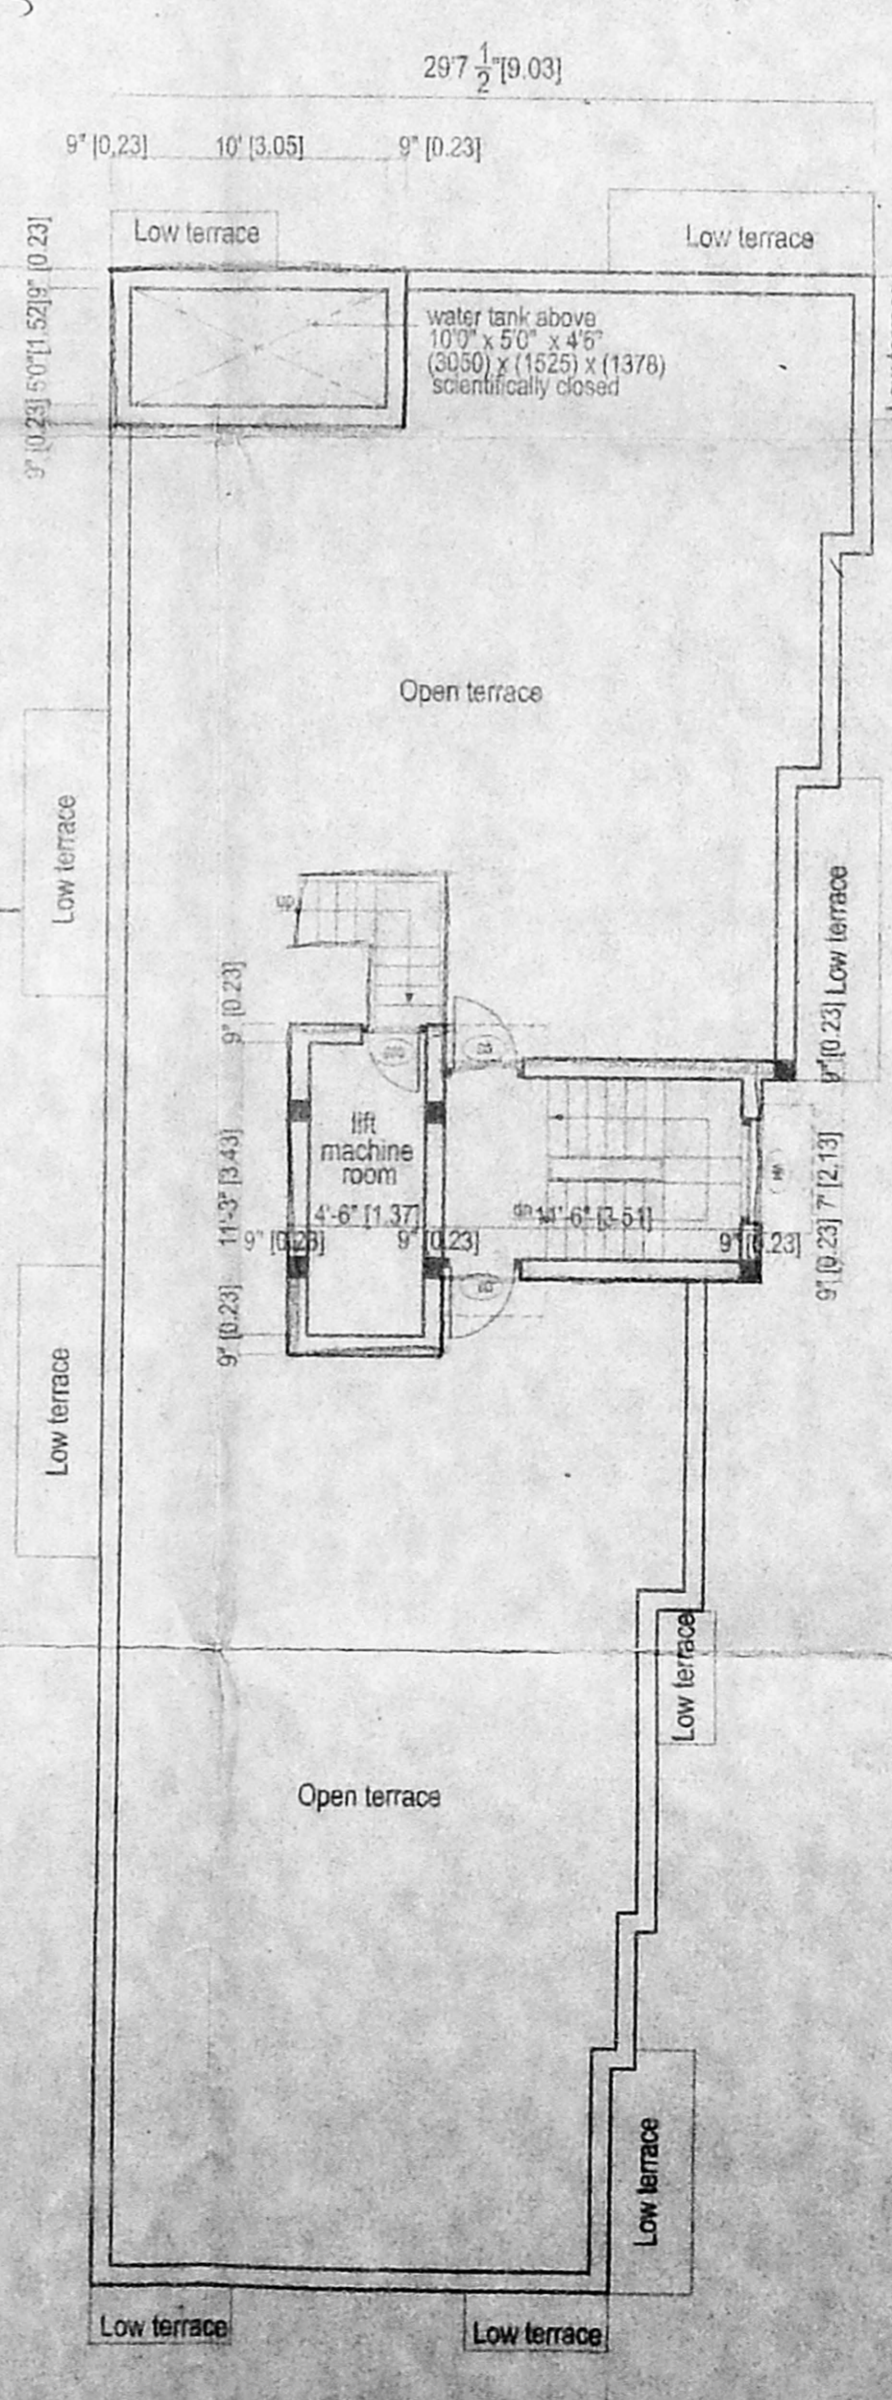 29'7 1/2"[9.03]
9" [0,23]
10' [3.05]
9" [0.23]
Low terrace
Low terrace
9" [0.23]
5'0"[1.52]
9" [0.23]
water tank above
10'0" x 5'0" x 4'6"
(3050) x (1525) x (1378)
scientifically closed
Open terrace
Low terrace
Low terrace
up
9" [0.23]
9" [0.23]
lift
machine
room
11'-3" [3.43]
4'-6" [1.37]
dn
11'-6" [3.51]
9" [0.23]
9" [0.23]
9" [0.23]
7' [2.13]
9" [0.23]
9" [0.23]
Low terrace
Low terrace
Open terrace
Low terrace
Low terrace
Low terrace